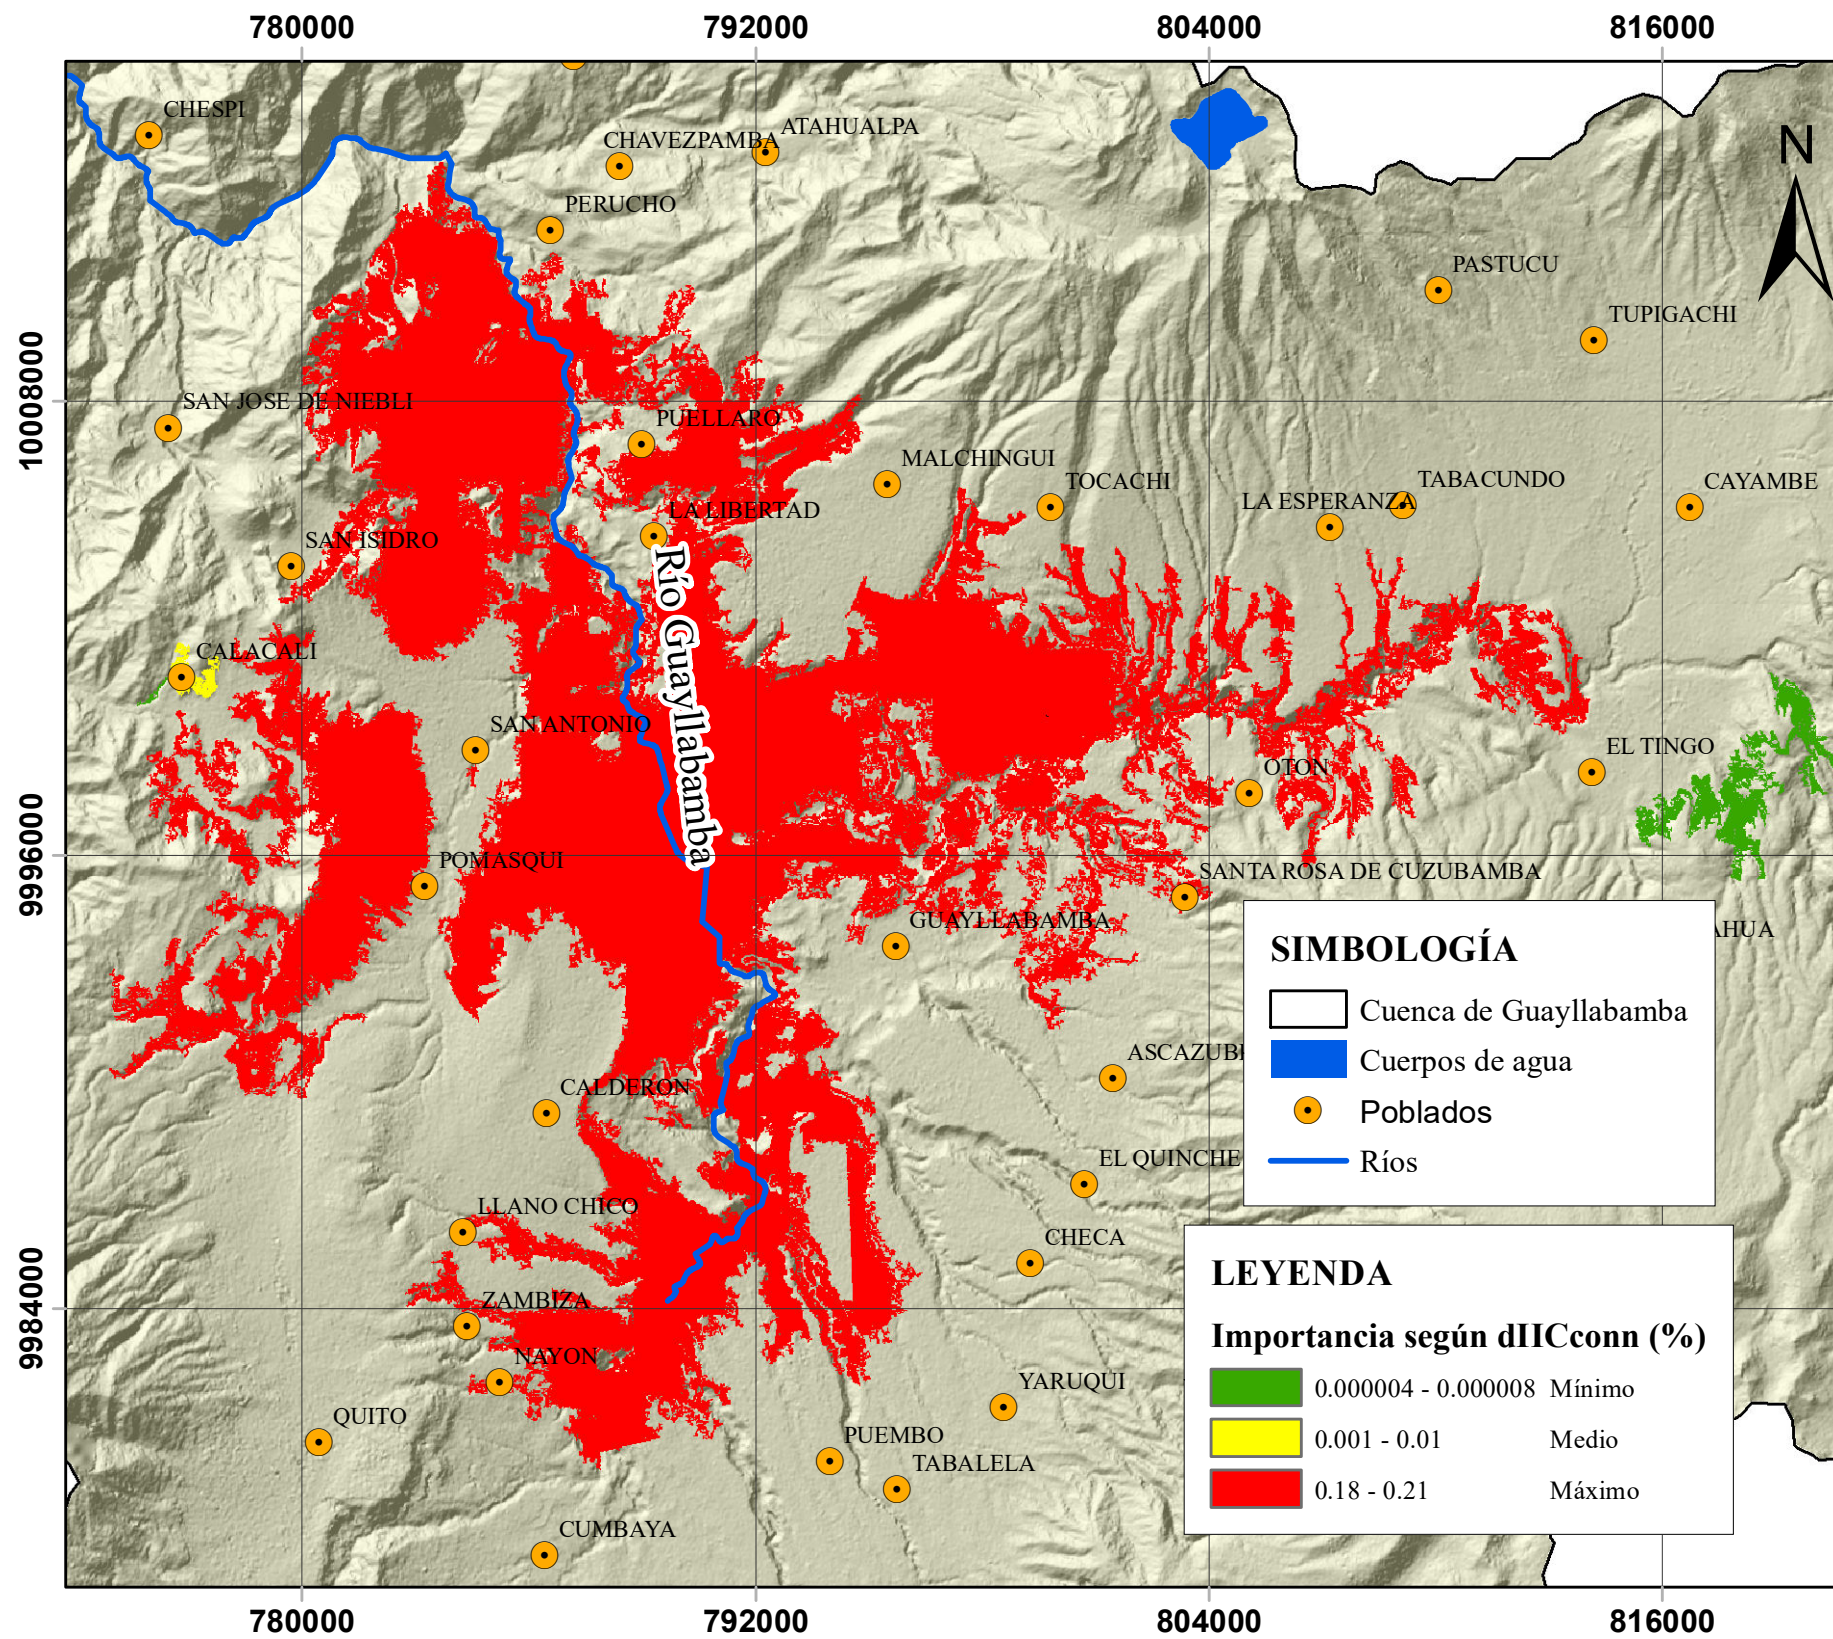 780000
792000
804000
816000
N
CHESPI
CHAVEZPAMBA
ATAHUALPA
PERUCHO
PASTUCU
TUPIGACHI
10008000
SAN JOSE DE NIEBLI
PUELLARO
MALCHINGUI
TOCACHI
LA ESPERANZA
TABACUNDO
CAYAMBE
LA LIBERTAD
SAN ISIDRO
Río Guayllabamba
CALACALI
SAN ANTONIO
EL TINGO
OTON
9996000
POMASQUI
SANTA ROSA DE CUZUBAMBA
GUAYLLABAMBA
AHUA
SIMBOLOGÍA
Cuenca de Guayllabamba
Cuerpos de agua
Poblados
Ríos
ASCAZUBI
CALDERON
EL QUINCHE
LLANO CHICO
CHECA
9984000
ZAMBIZA
NAYON
YARUQUI
QUITO
PUEMBO
TABALELA
CUMBAYA
LEYENDA
Importancia según dIICconn (%)
0.000004 - 0.000008 Mínimo
0.001 - 0.01 Medio
0.18 - 0.21 Máximo
780000
792000
804000
816000